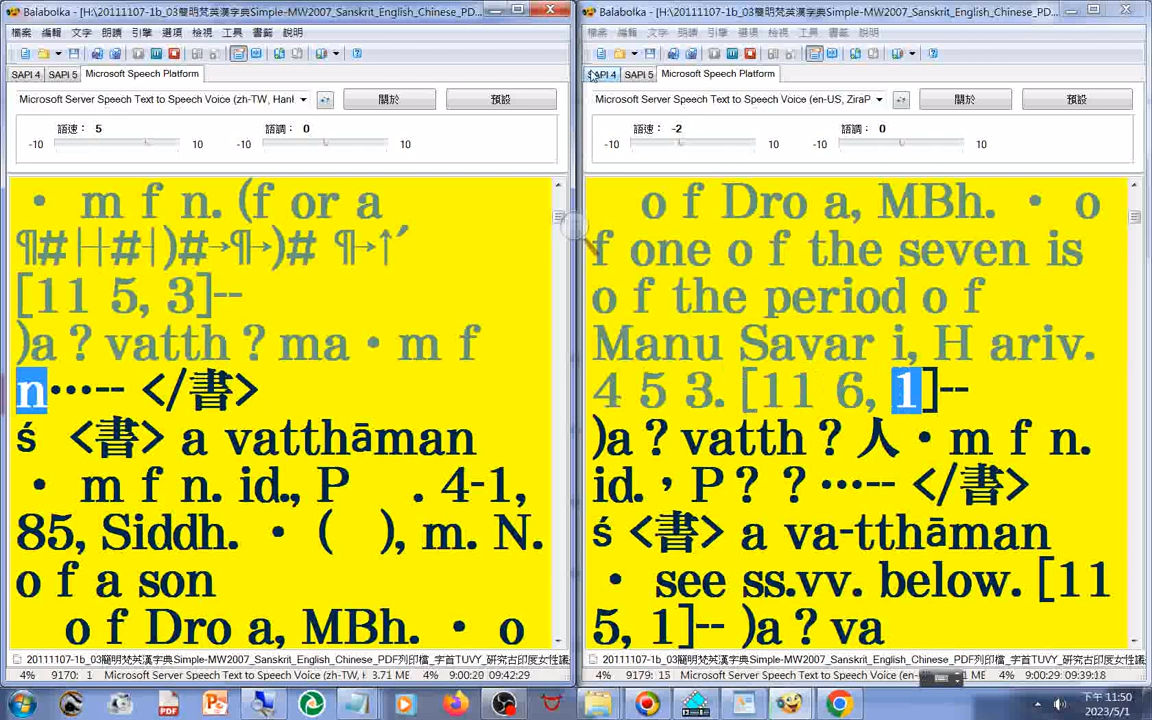 Balabolka - [H:\20111107-1b_03簡明梵英漢字典Simple-MW2007_Sanskrit_English_Chinese_PD...
檔案 編輯 文字 朗讀 引擎 選項 檢視 工具 書籤 說明
SAPI 4 SAPI 5 Microsoft Speech Platform
Microsoft Server Speech Text to Speech Voice (zh-TW, Hanl
關於 預設
語速： 5 語調： 0
-10 10 -10 10
• m f n. (f or a
[11 5, 3]--
)a ? vatth ? ma • m f
n…-- </書>
ś <書> a vatthāman
• m f n. id., P . 4-1,
85, Siddh. • ( ), m. N.
o f a son
o f Dro a, MBh. • o
20111107-1b_03簡明梵英漢字典Simple-MW2007_Sanskrit_English_Chinese_PDF列印檔_字首TUVY_研究古印度女性議
4% 9170: 1 Microsoft Server Speech Text to Speech Voice (zh-TW, H 3.71 ME 4% 9:00:20 09:42:29
Balabolka - [H:\20111107-1b_03簡明梵英漢字典Simple-MW2007_Sanskrit_English_Chinese_PD...
檔案 編輯 文字 朗讀 引擎 選項 檢視 工具 書籤 說明
SAPI 4 SAPI 5 Microsoft Speech Platform
Microsoft Server Speech Text to Speech Voice (en-US, ZiraP
關於 預設
語速： -2 語調： 0
-10 10 -10 10
o f Dro a, MBh. • o
f one o f the seven is
o f the period o f
Manu Savar i, H ariv.
4 5 3. [11 6, 1]--
)a ? vatth ? 人 • m f n.
id. , P ? ? …-- </書>
ś <書> a va-tthāman
• see ss.vv. below. [11
5, 1]-- )a ? va
20111107-1b_03簡明梵英漢字典Simple-MW2007_Sanskrit_English_Chinese_PDF列印檔_字首TUVY_研究古印度女性議
4% 9179: 15 Microsoft Server Speech Text to Speech Voice (en-US, 1 ME 4% 9:00:29 09:39:18
下午 11:50
2023/5/1